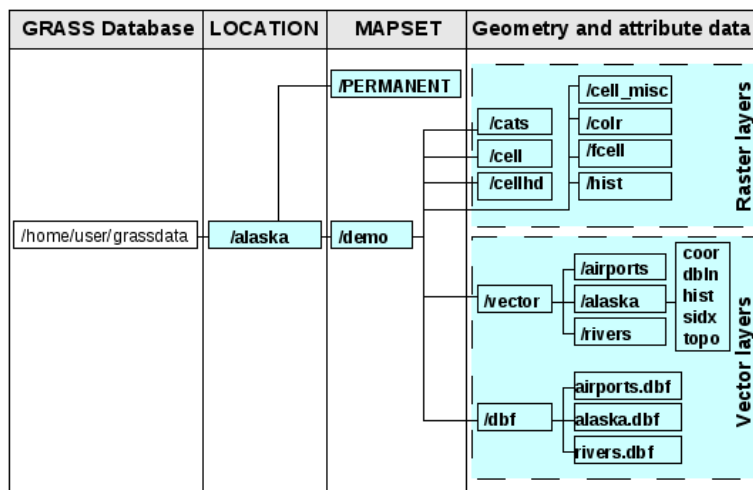 GRASS Database LOCATION MAPSET Geometry and attribute data
/PERMANENT
/cell_misc
/cats
/colr
/cell
/fcell
/cellhd
/hist
Raster layers
/home/user/grassdata
/alaska
/demo
/vector
/airports
/alaska
/rivers
coor
dbln
hist
sidx
topo
/dbf
airports.dbf
alaska.dbf
rivers.dbf
Vector layers